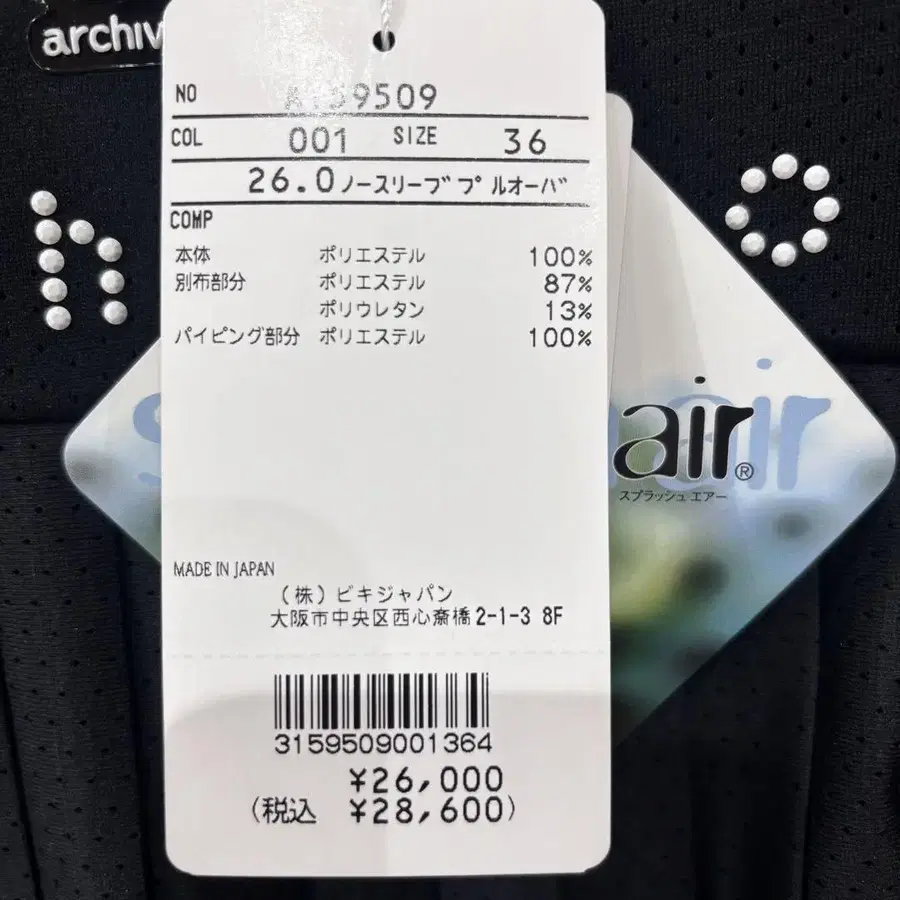 archiv
NO A159509
COL 001 SIZE 36
26.0ノースリーブプルオーバ
COMP
本体 ポリエステル 100%
別布部分 ポリエステル 87%
ポリウレタン 13%
パイピング部分 ポリエステル 100%
h
o
air®
air
スプラッシュ エアー
MADE IN JAPAN
(株)ビキジャパン
大阪市中央区西心斎橋2-1-3 8F
3159509001364
¥26,000
(税込 ¥28,600)